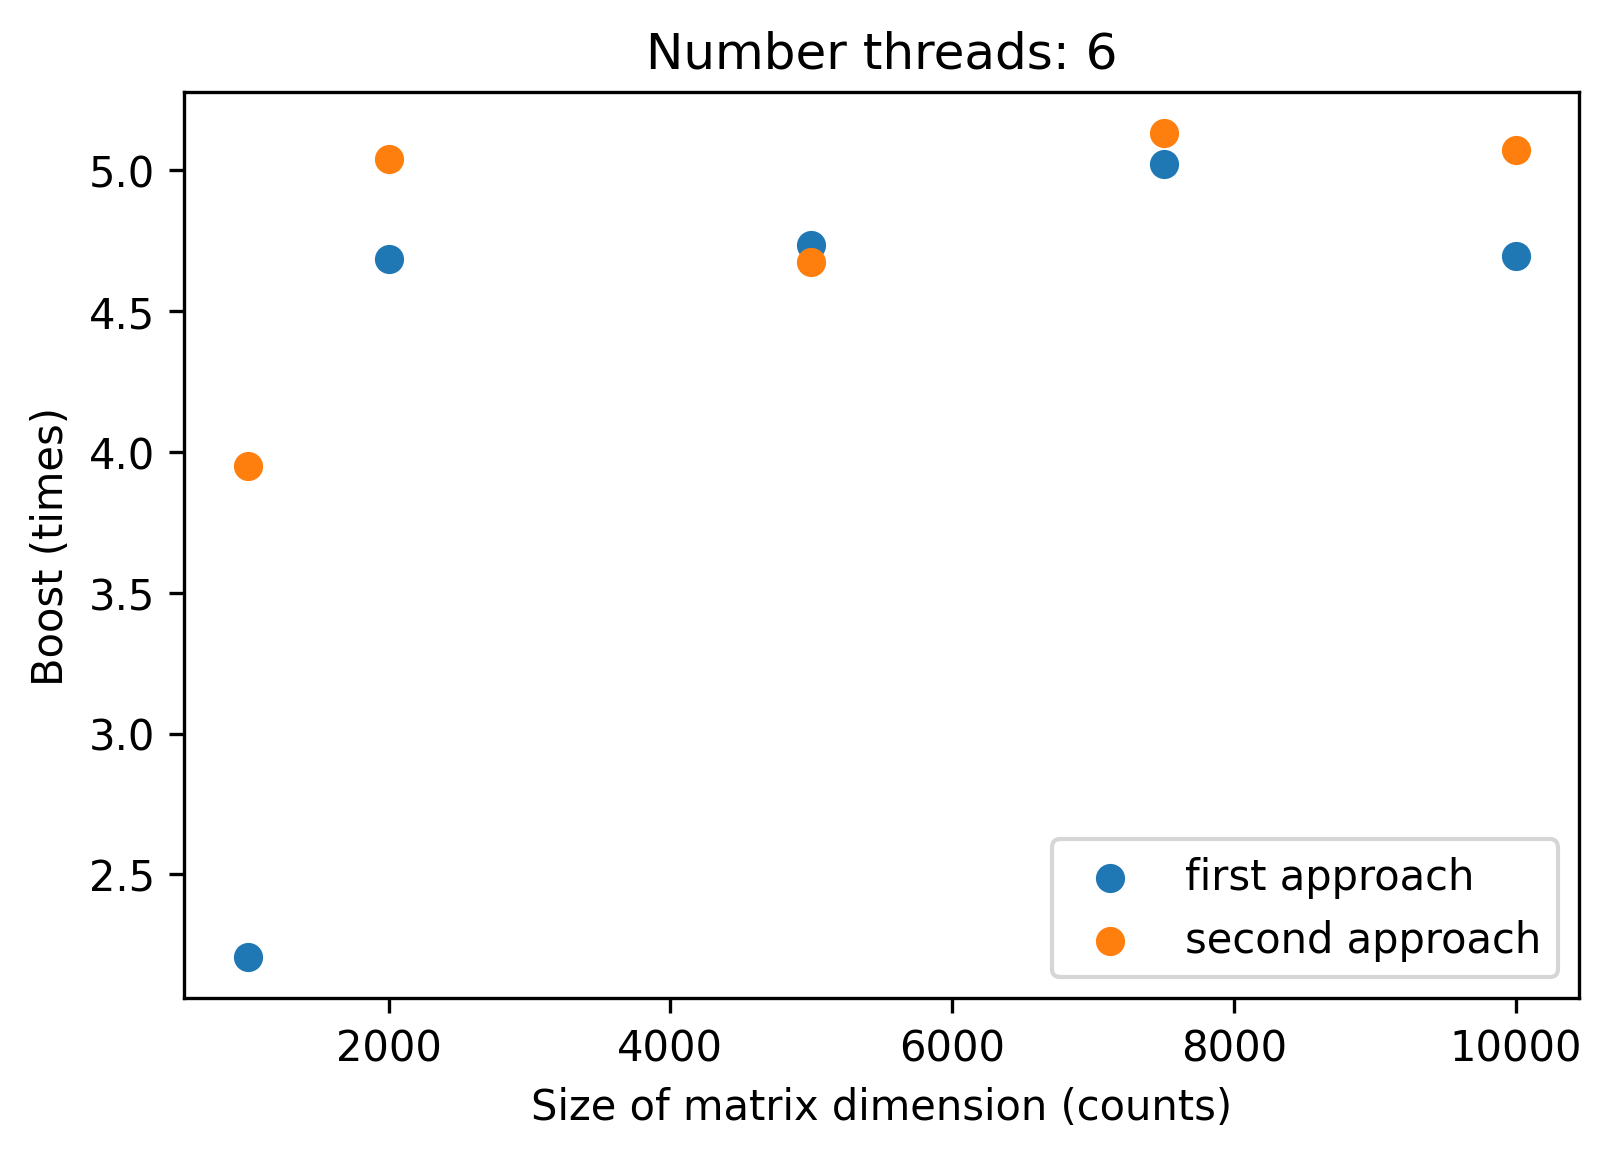 Number threads: 6
Boost (times)
5.0
4.5
4.0
3.5
3.0
2.5
first approach
second approach
2000 4000 6000 8000 10000
Size of matrix dimension (counts)